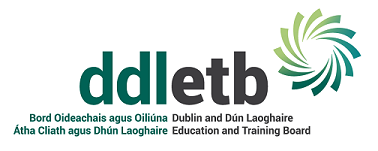 ddletb
Bord Oideachais agus Oiliúna Dublin and Dún Laoghaire
Átha Cliath agus Dhún Laoghaire Education and Training Board